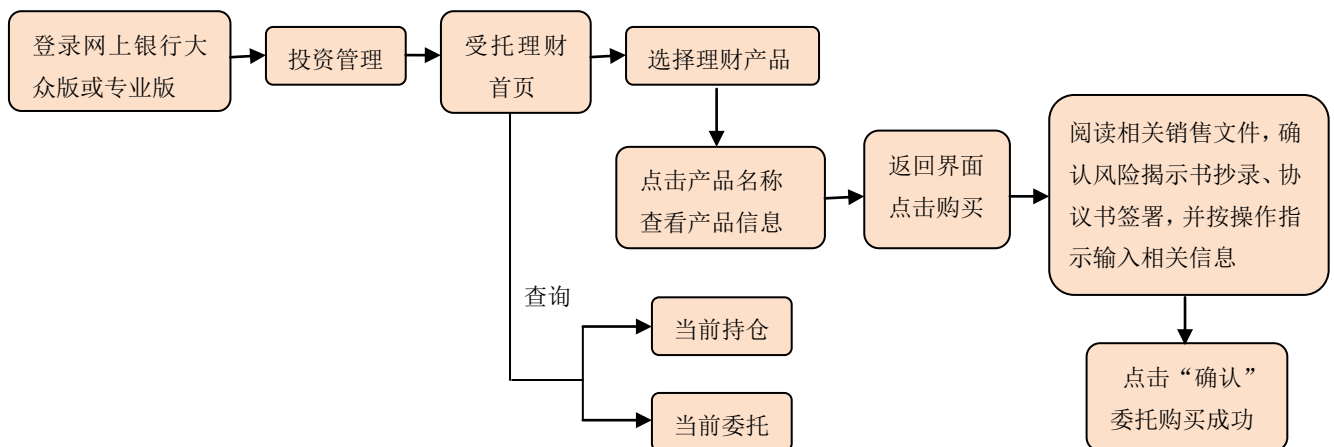 登录网上银行大
众版或专业版
投资管理
受托理财
首页
选择理财产品
点击产品名称
查看产品信息
返回界面
点击购买
阅读相关销售文件，确
认风险揭示书抄录、协
议书签署，并按操作指
示输入相关信息
点击“确认”
委托购买成功
查询
当前持仓
当前委托